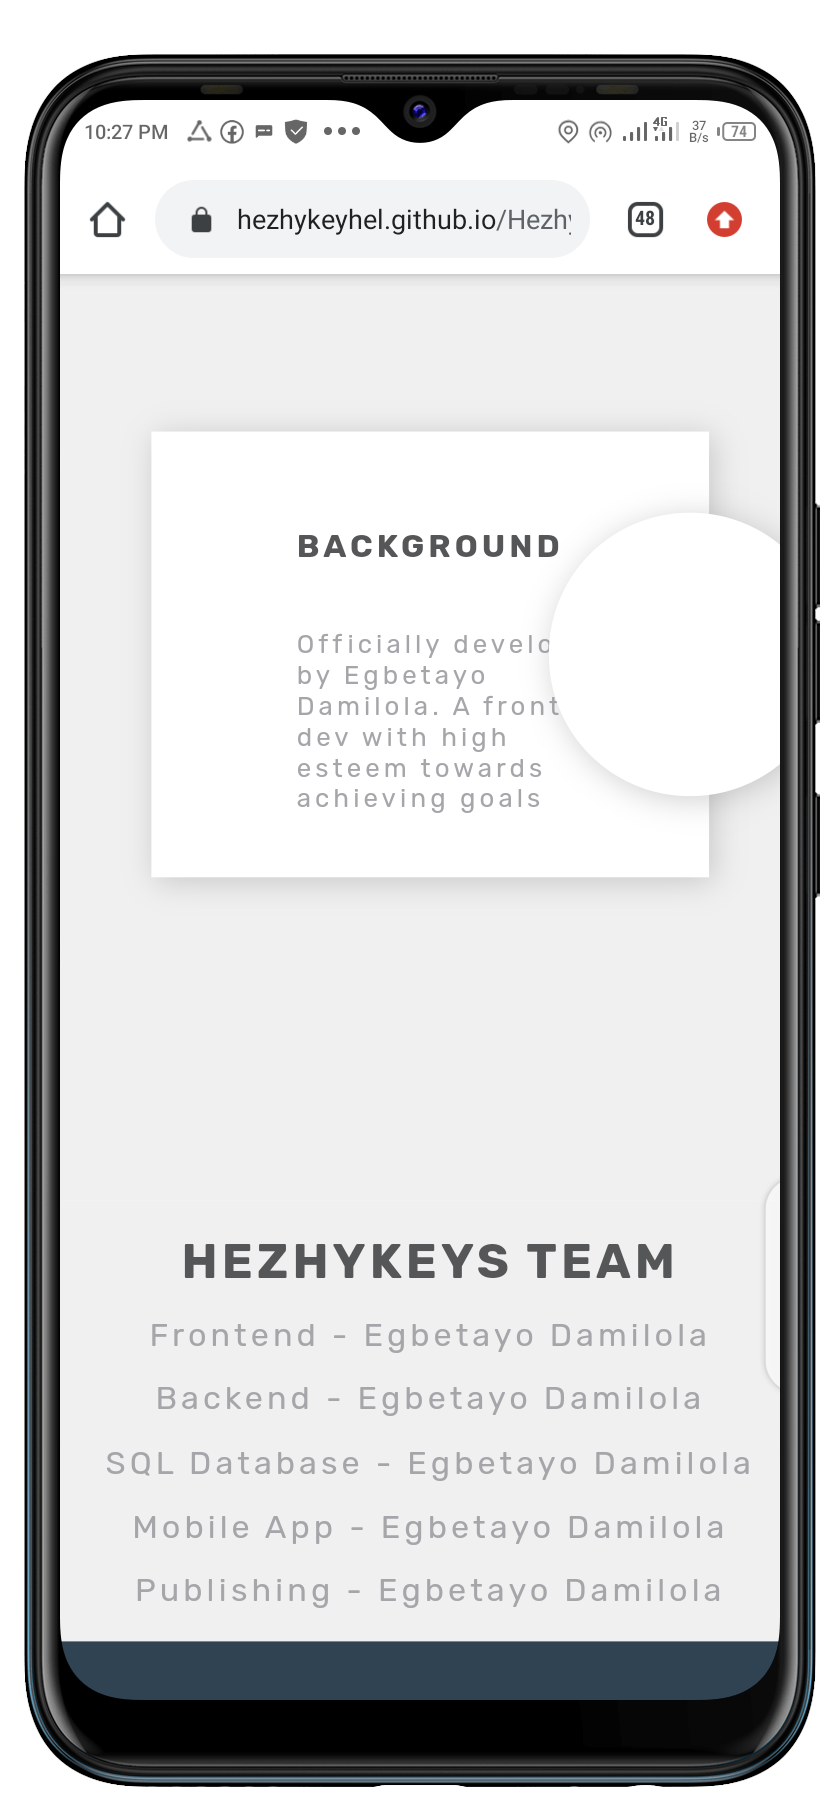 10:27 PM 4G 37 B/s 74
hezhykeyhel.github.io/Hezhy 48
BACKGROUND
Officially develo
by Egbetayo
Damilola. A front
dev with high
esteem towards
achieving goals
HEZHYKEYS TEAM
Frontend - Egbetayo Damilola
Backend - Egbetayo Damilola
SQL Database - Egbetayo Damilola
Mobile App - Egbetayo Damilola
Publishing - Egbetayo Damilola